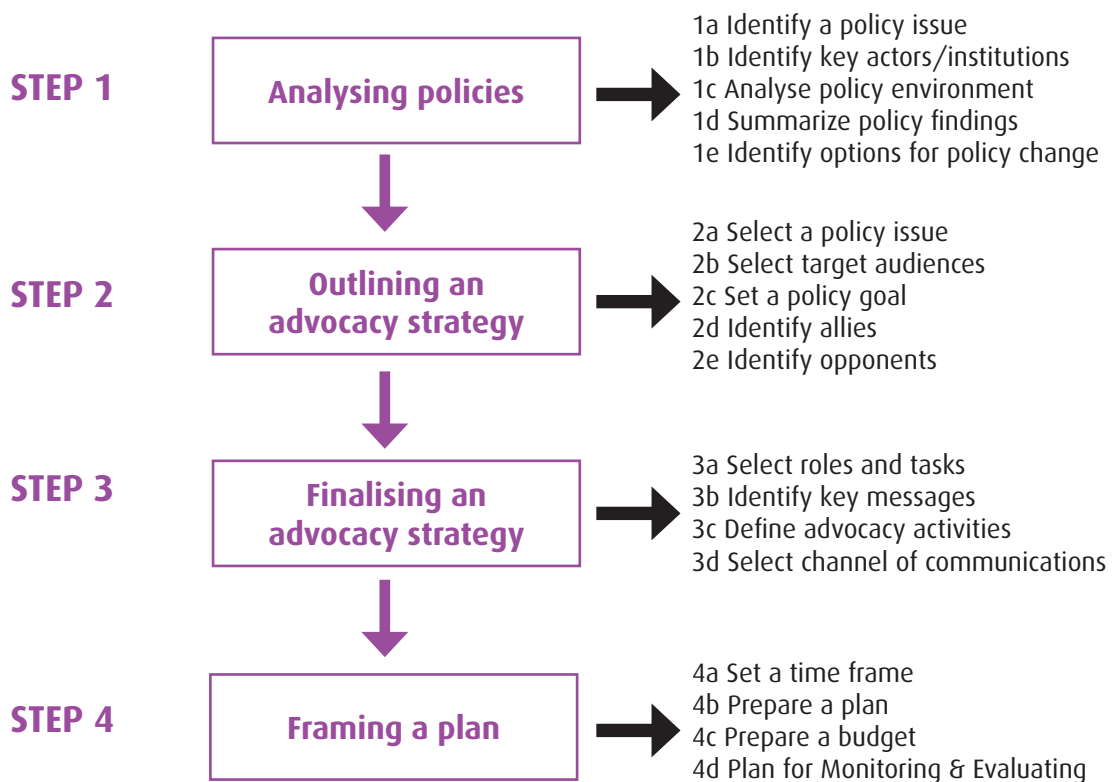 STEP 1
Analysing policies
1a Identify a policy issue
1b Identify key actors/institutions
1c Analyse policy environment
1d Summarize policy findings
1e Identify options for policy change
STEP 2
Outlining an
advocacy strategy
2a Select a policy issue
2b Select target audiences
2c Set a policy goal
2d Identify allies
2e Identify opponents
STEP 3
Finalising an
advocacy strategy
3a Select roles and tasks
3b Identify key messages
3c Define advocacy activities
3d Select channel of communications
STEP 4
Framing a plan
4a Set a time frame
4b Prepare a plan
4c Prepare a budget
4d Plan for Monitoring & Evaluating